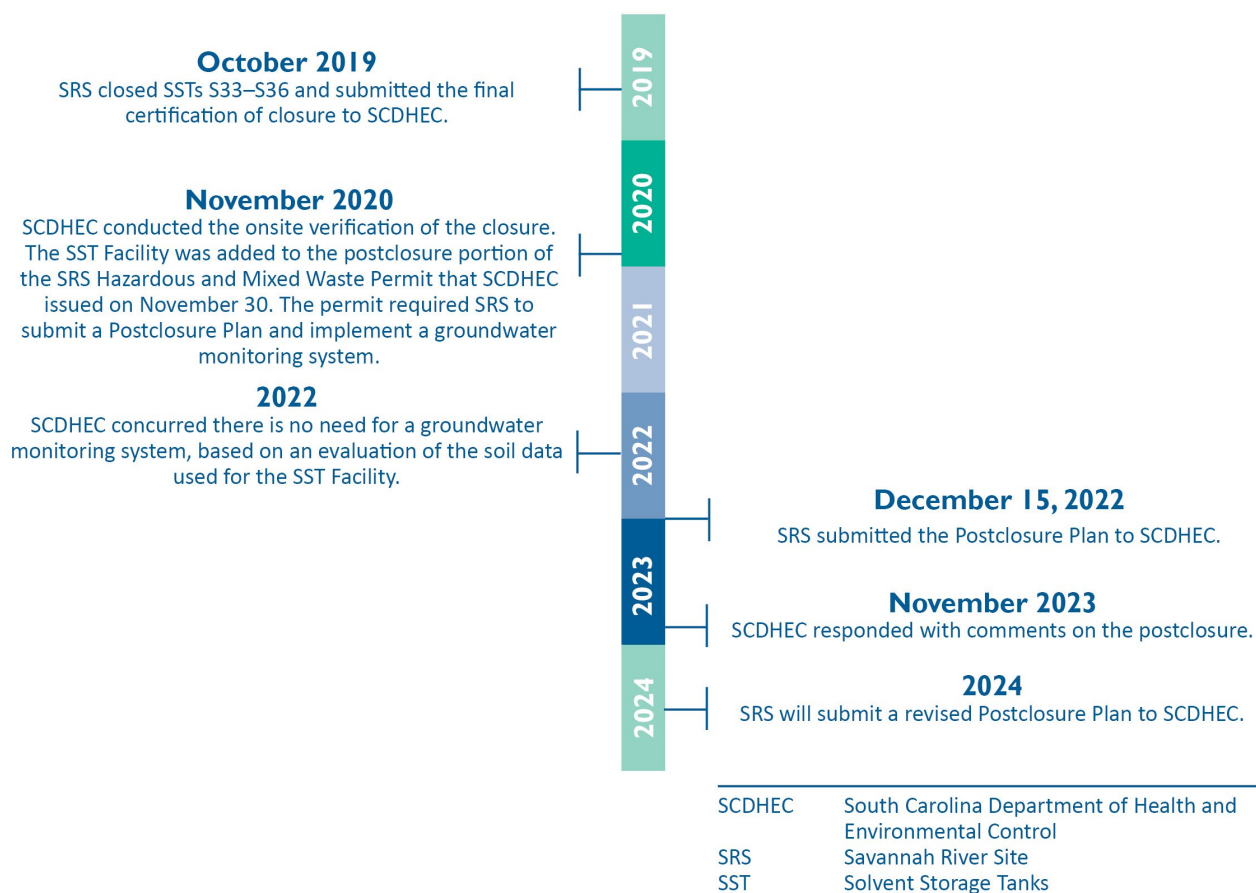 October 2019
SRS closed SSTs S33–S36 and submitted the final
certification of closure to SCDHEC.
2019
November 2020
SCDHEC conducted the onsite verification of the closure.
The SST Facility was added to the postclosure portion of
the SRS Hazardous and Mixed Waste Permit that SCDHEC
issued on November 30. The permit required SRS to
submit a Postclosure Plan and implement a groundwater
monitoring system.
2020
2021
2022
SCDHEC concurred there is no need for a groundwater
monitoring system, based on an evaluation of the soil data
used for the SST Facility.
2022
December 15, 2022
SRS submitted the Postclosure Plan to SCDHEC.
2023
November 2023
SCDHEC responded with comments on the postclosure.
2024
2024
SRS will submit a revised Postclosure Plan to SCDHEC.
SCDHEC South Carolina Department of Health and
Environmental Control
SRS Savannah River Site
SST Solvent Storage Tanks